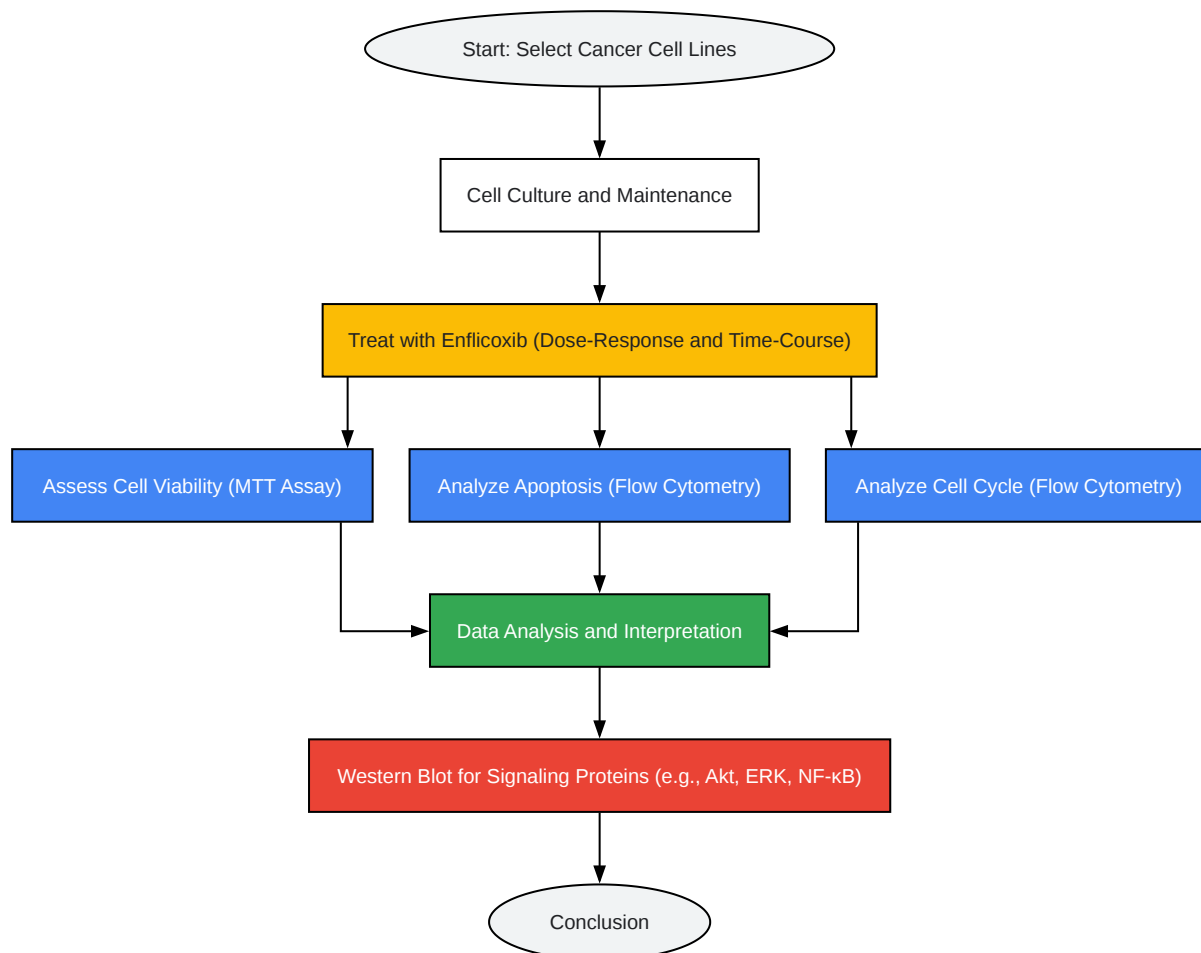 Start: Select Cancer Cell Lines
Cell Culture and Maintenance
Treat with Enflicoxib (Dose-Response and Time-Course)
Assess Cell Viability (MTT Assay)
Analyze Apoptosis (Flow Cytometry)
Analyze Cell Cycle (Flow Cytometry)
Data Analysis and Interpretation
Western Blot for Signaling Proteins (e.g., Akt, ERK, NF-κB)
Conclusion